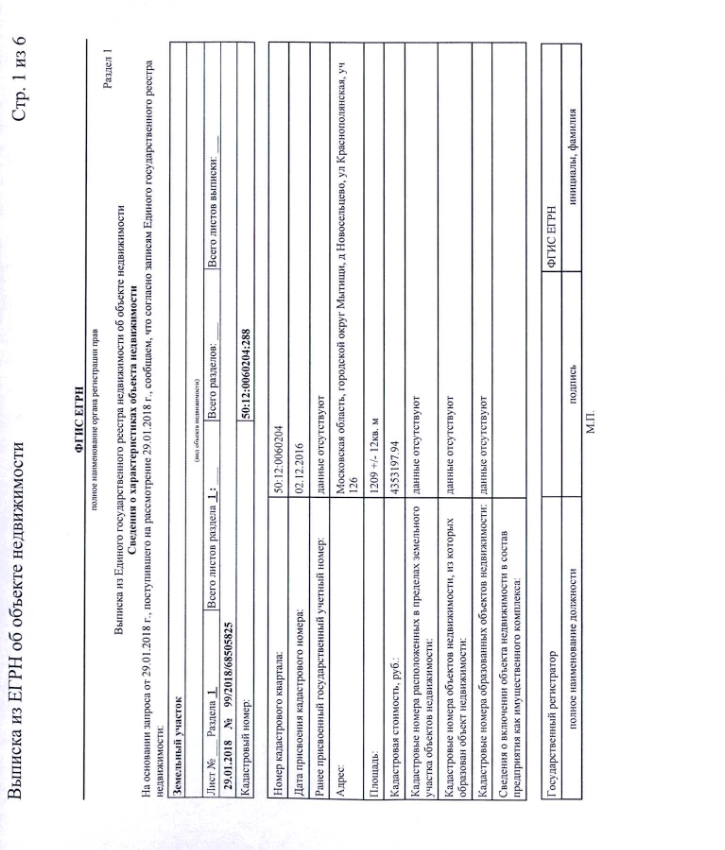 Выписка из ЕГРН об объекте недвижимости
Стр. 1 из 6
ФГИС ЕГРН
полное наименование органа регистрации прав
Раздел 1
Выписка из Единого государственного реестра недвижимости об объекте недвижимости
Сведения о характеристиках объекта недвижимости
На основании запроса от 29.01.2018 г., поступившего на рассмотрение 29.01.2018 г., сообщаем, что согласно записям Единого государственного реестра
недвижимости:
Земельный участок
(вид объекта недвижимости)
Лист № ___ Раздела 1
Всего листов раздела 1 : ___
Всего разделов: ___
Всего листов выписки: ___
29.01.2018 № 99/2018/68505825
Кадастровый номер:
50:12:0060204:288
Номер кадастрового квартала:
50:12:0060204
Дата присвоения кадастрового номера:
02.12.2016
Ранее присвоенный государственный учетный номер:
данные отсутствуют
Адрес:
Московская область, городской округ Мытищи, д Новосельцево, ул Краснополянская, уч
126
Площадь:
1209 +/- 12кв. м
Кадастровая стоимость, руб.:
4353197.94
Кадастровые номера расположенных в пределах земельного
участка объектов недвижимости:
данные отсутствуют
Кадастровые номера объектов недвижимости, из которых
образован объект недвижимости:
данные отсутствуют
Кадастровые номера образованных объектов недвижимости:
данные отсутствуют
Сведения о включении объекта недвижимости в состав
предприятия как имущественного комплекса:
Государственный регистратор
ФГИС ЕГРН
полное наименование должности
подпись
инициалы, фамилия
М.П.